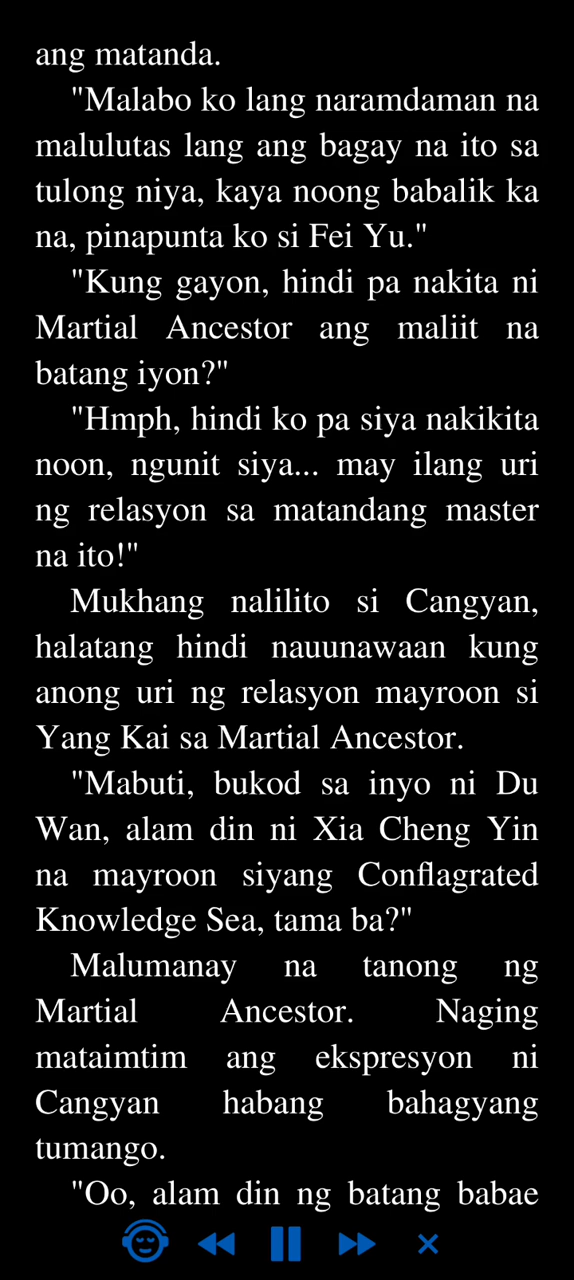 ang matanda.
"Malabo ko lang naramdaman na
malulutas lang ang bagay na ito sa
tulong niya, kaya noong babalik ka
na, pinapunta ko si Fei Yu."
"Kung gayon, hindi pa nakita ni
Martial Ancestor ang maliit na
batang iyon?"
"Hmph, hindi ko pa siya nakikita
noon, ngunit siya... may ilang uri
ng relasyon sa matandang master
na ito!"
Mukhang nalilito si Cangyan,
halatang hindi nauunawaan kung
anong uri ng relasyon mayroon si
Yang Kai sa Martial Ancestor.
"Mabuti, bukod sa inyo ni Du
Wan, alam din ni Xia Cheng Yin
na mayroon siyang Conflagrated
Knowledge Sea, tama ba?"
Malumanay na tanong ng
Martial Ancestor. Naging
mataimtim ang ekspresyon ni
Cangyan habang bahagyang
tumango.
"Oo, alam din ng batang babae